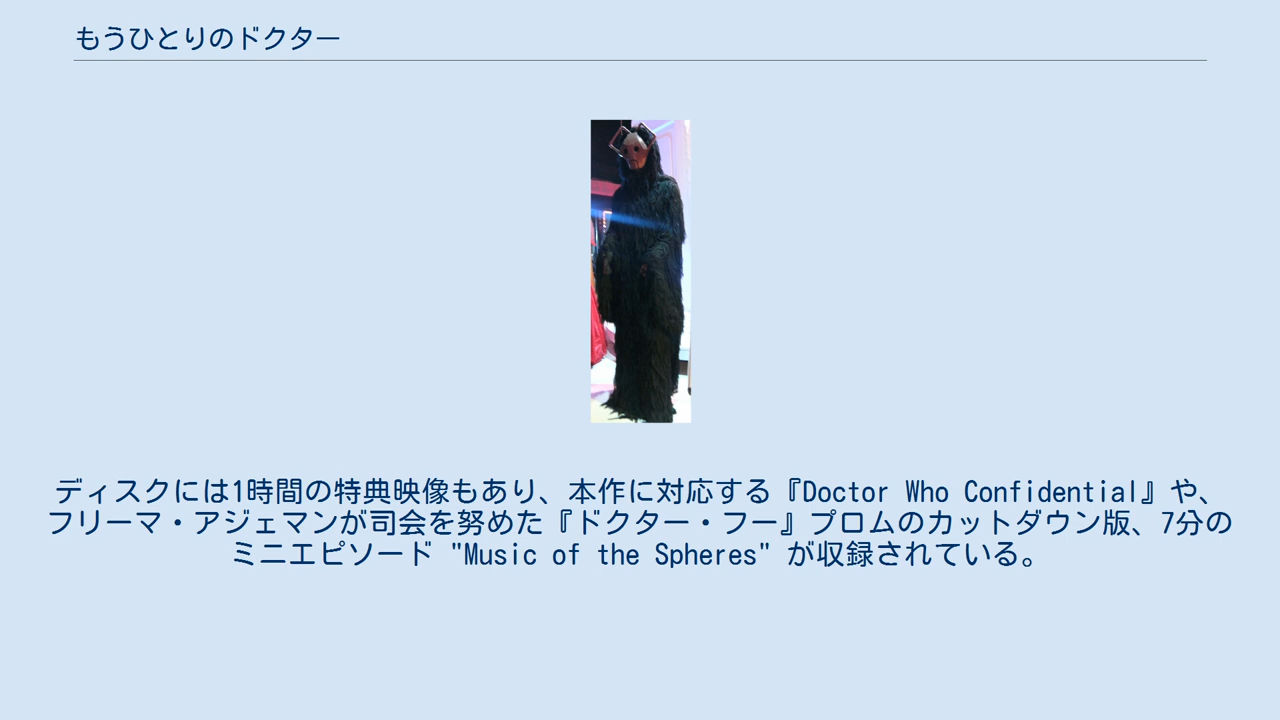 もうひとりのドクター
ディスクには1時間の特典映像もあり、本作に対応する『Doctor Who Confidential』や、
フリーマ・アジェマンが司会を努めた『ドクター・フー』プロムのカットダウン版、7分の
ミニエピソード "Music of the Spheres" が収録されている。